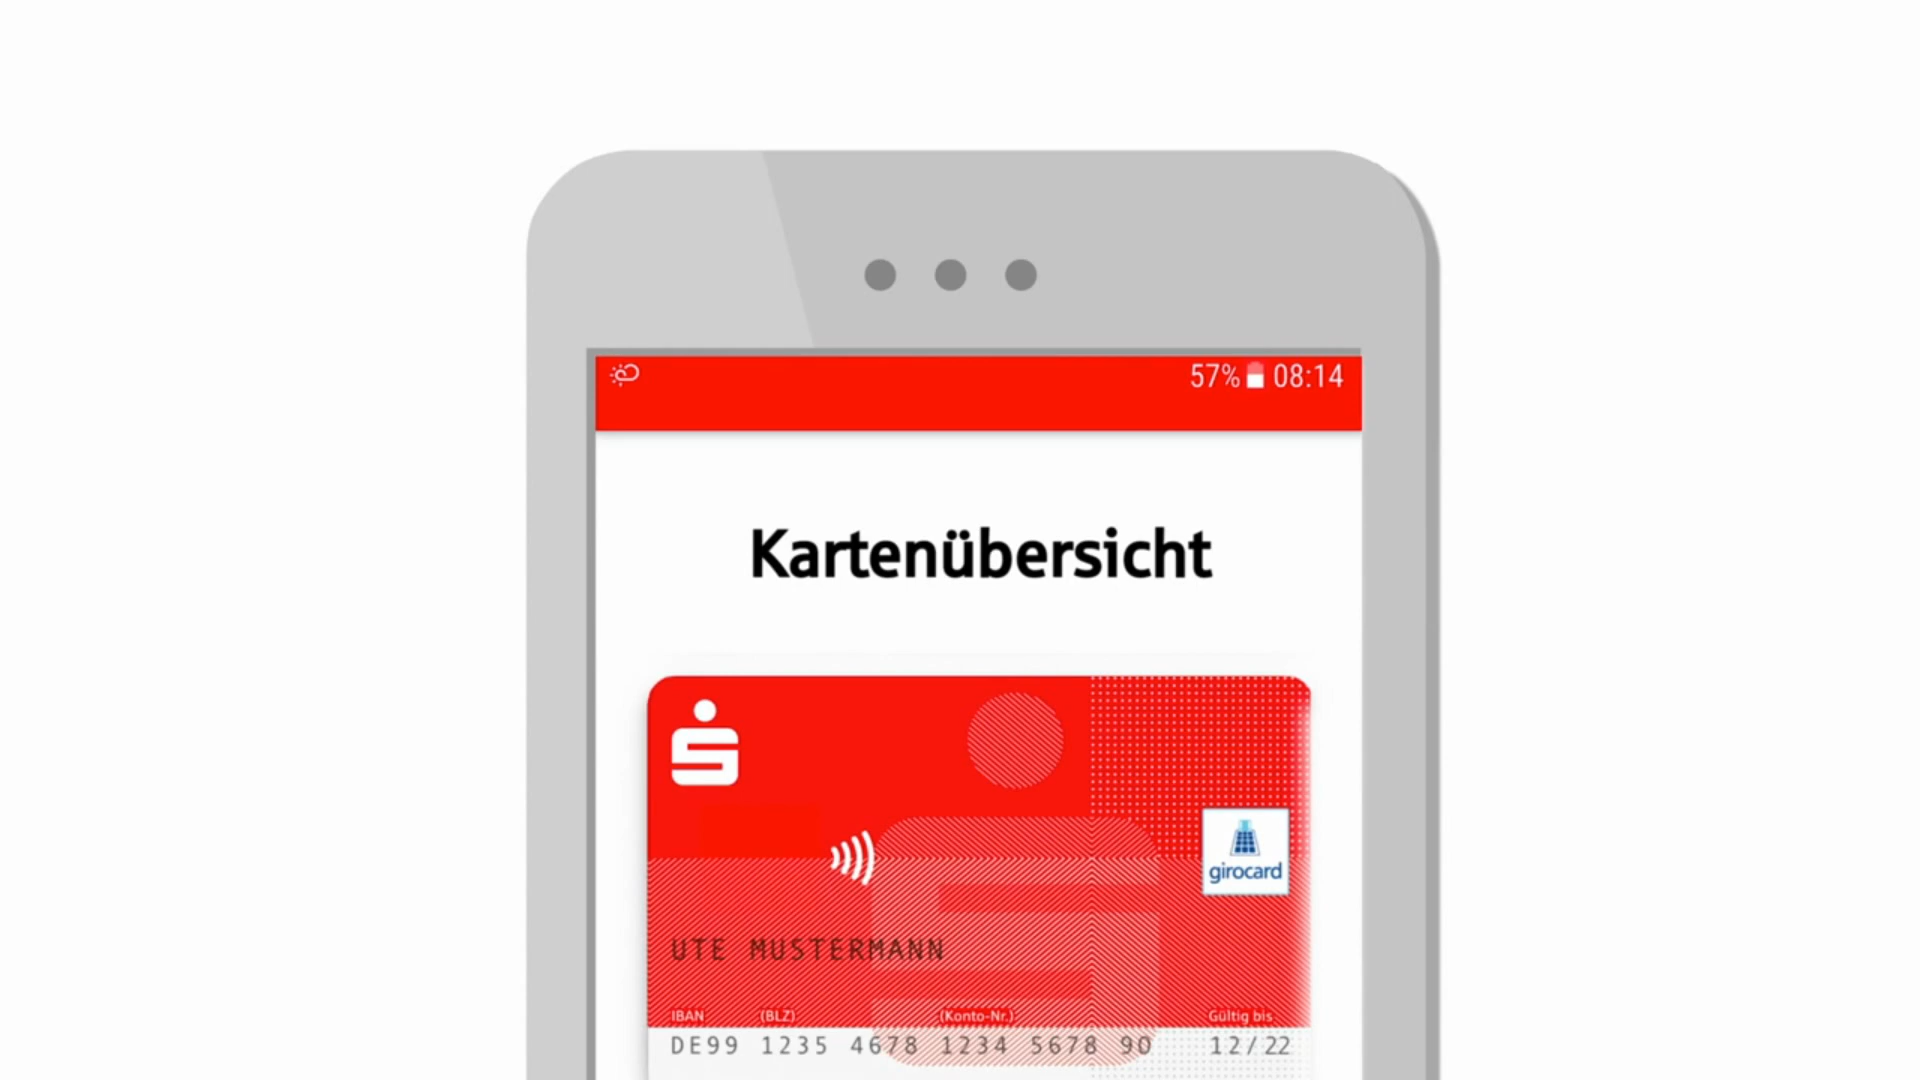 57% 08:14
Kartenübersicht
girocard
UTE MUSTERMANN
IBAN (BLZ) (Konto-Nr.) Gültig bis
DE99 1235 4678 1234 5678 90 12/22